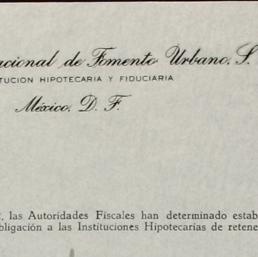 acional de Fomento Urbano, S.
TUCION HIPOTECARIA Y FIDUCIARIA
México, D. F.
, las Autoridades Fiscales han determinado estab
bligación a las Instituciones Hipotecarias de retene